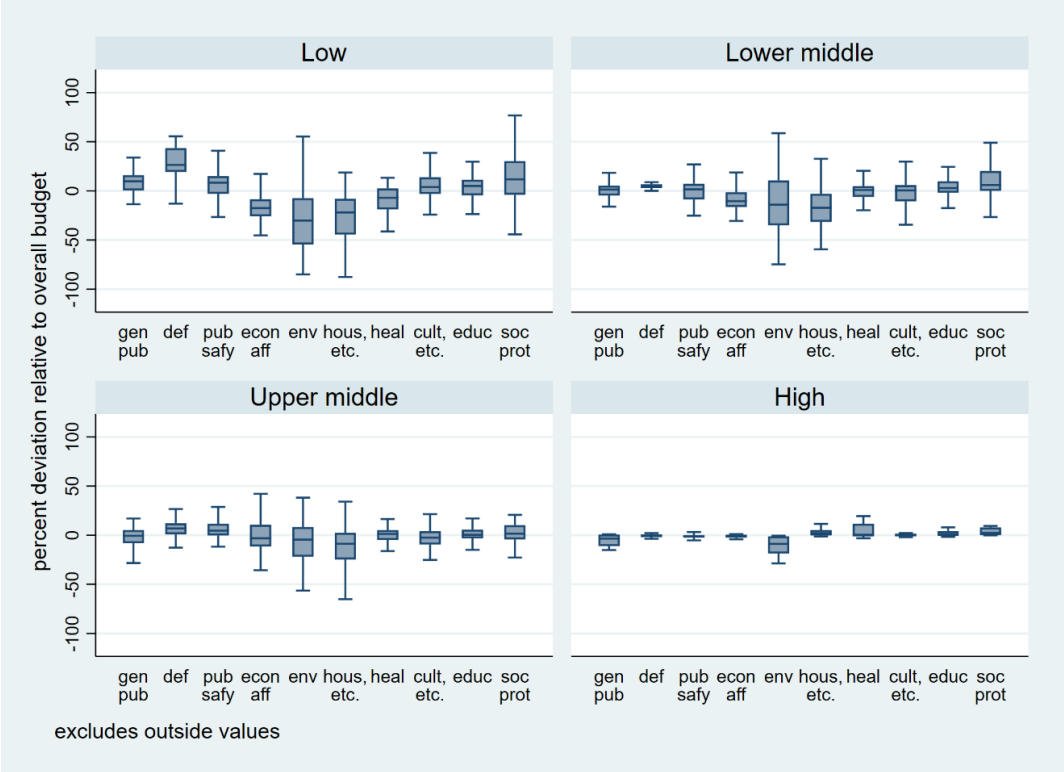 Low
Lower middle
percent deviation relative to overall budget
100
50
0
-50
-100
gen pub
def
pub safy
econ aff
env
hous, etc.
heal
cult, etc.
educ
soc prot
gen pub
def
pub safy
econ aff
env
hous, etc.
heal
cult, etc.
educ
soc prot
Upper middle
High
100
50
0
-50
-100
gen pub
def
pub safy
econ aff
env
hous, etc.
heal
cult, etc.
educ
soc prot
gen pub
def
pub safy
econ aff
env
hous, etc.
heal
cult, etc.
educ
soc prot
excludes outside values